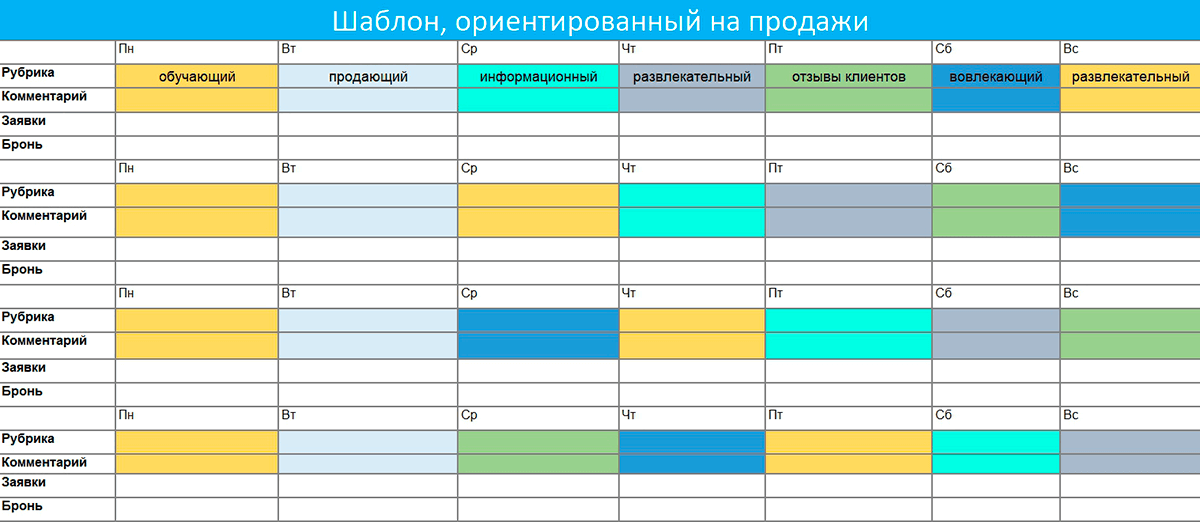 Шаблон, ориентированный на продажи
Пн Вт Ср Чт Пт Сб Вс
Рубрика обучающий продающий информационный развлекательный отзывы клиентов вовлекающий развлекательный
Комментарий
Заявки
Бронь
Пн Вт Ср Чт Пт Сб Вс
Рубрика
Комментарий
Заявки
Бронь
Пн Вт Ср Чт Пт Сб Вс
Рубрика
Комментарий
Заявки
Бронь
Пн Вт Ср Чт Пт Сб Вс
Рубрика
Комментарий
Заявки
Бронь